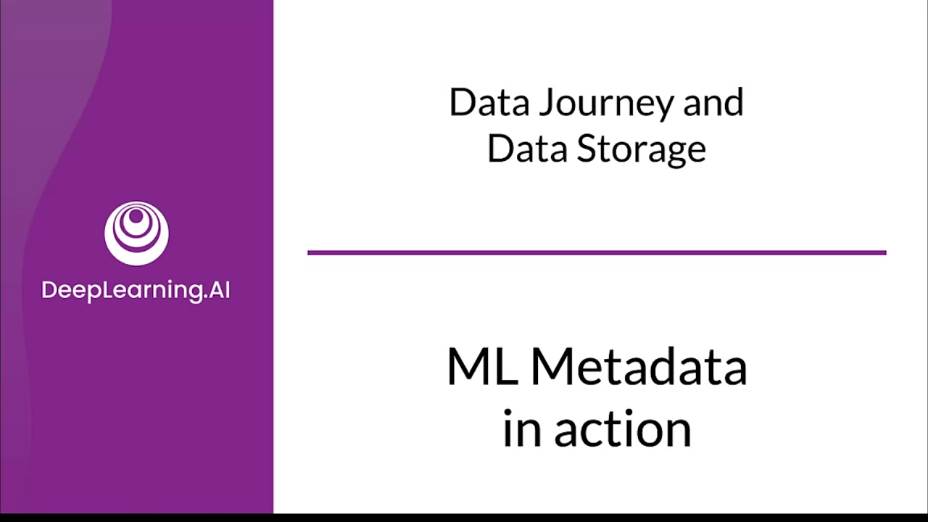 Data Journey and
Data Storage
DeepLearning.AI
ML Metadata
in action